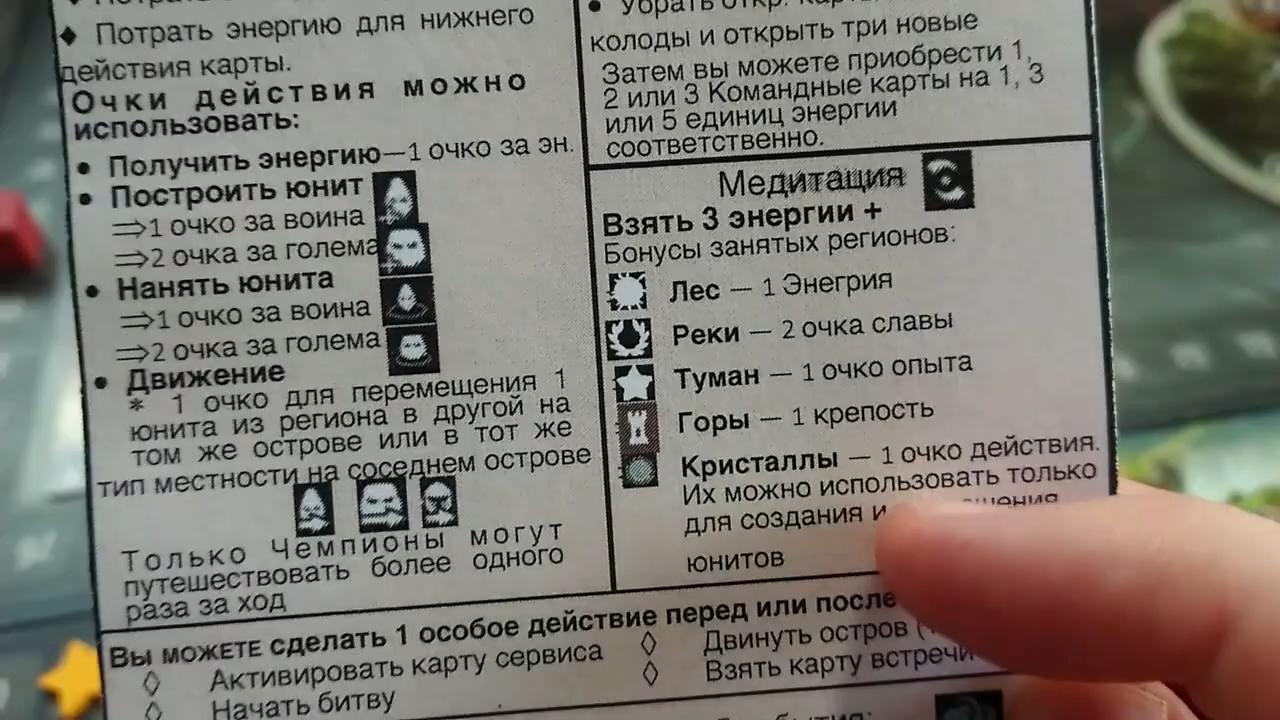 ◆ Потрать энергию для нижнего
действия карты.
Очки действия можно
использовать:
• Получить энергию—1 очко за эн.
• Построить юнит
⇒1 очко за воина
⇒2 очко за голема
• Нанять юнита
⇒1 очко за воина
⇒2 очка за голема
• Движение
* 1 очко для перемещения 1
юнита из региона в другой на
том же острове или в тот же
тип местности на соседнем острове
Только Чемпионы могут
путешествовать более одного
раза за ход
• Убрать откр.
колоды и открыть три новые
Затем вы можете приобрести 1,
2 или 3 Командные карты на 1, 3
или 5 единиц энергии
соответственно.
Медитация
Взять 3 энергии +
Бонусы занятых регионов:
Лес — 1 Энегрия
Реки — 2 очка славы
Туман — 1 очко опыта
Горы — 1 крепость
Кристаллы — 1 очко действия.
Их можно использовать только
для создания и
юнитов
Вы можете сделать 1 особое действие перед или после
◊ Активировать карту сервиса
◊ Начать битву
◊ Двинуть остров (
◊ Взять карту встречи